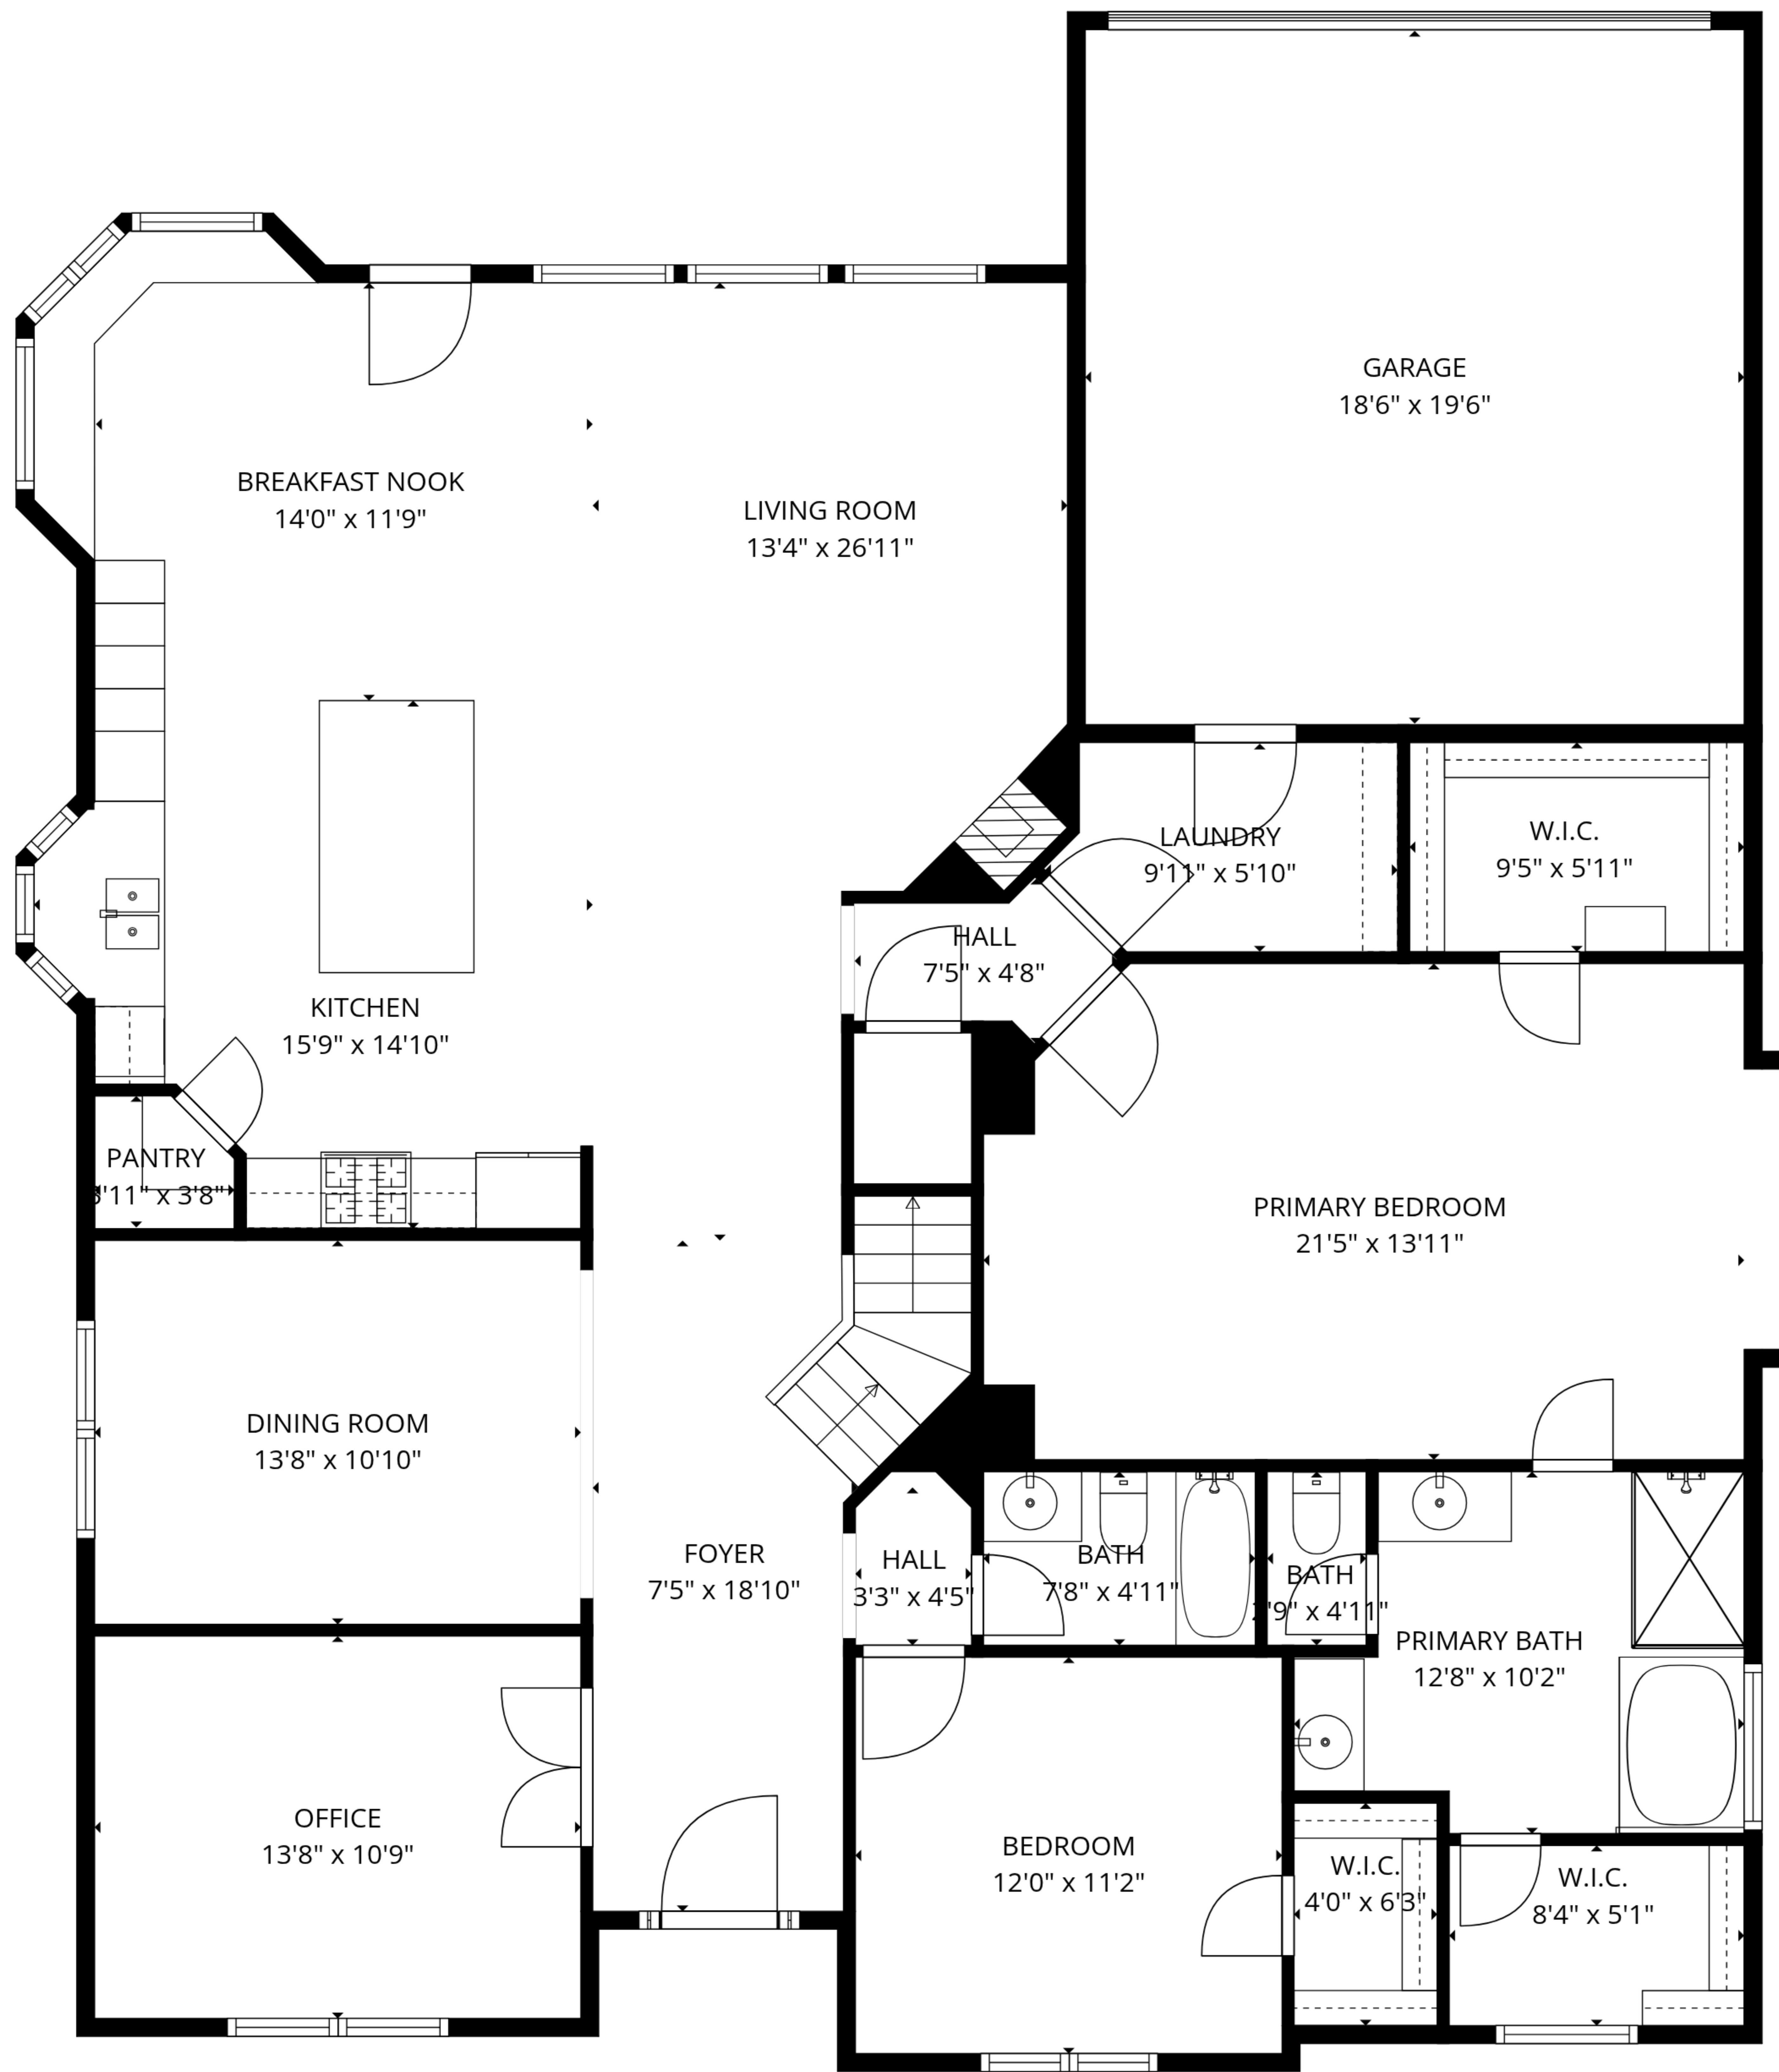 GARAGE
18'6" x 19'6"
BREAKFAST NOOK
14'0" x 11'9"
LIVING ROOM
13'4" x 26'11"
LAUNDRY
9'11" x 5'10"
W.I.C.
9'5" x 5'11"
HALL
7'5" x 4'8"
KITCHEN
15'9" x 14'10"
PANTRY
x 3'8"
PRIMARY BEDROOM
21'5" x 13'11"
DINING ROOM
13'8" x 10'10"
FOYER
7'5" x 18'10"
HALL
3'3" x 4'5"
BATH
7'8" x 4'11"
BATH
x 4'11"
PRIMARY BATH
12'8" x 10'2"
OFFICE
13'8" x 10'9"
BEDROOM
12'0" x 11'2"
W.I.C.
4'0" x 6'3"
W.I.C.
8'4" x 5'1"